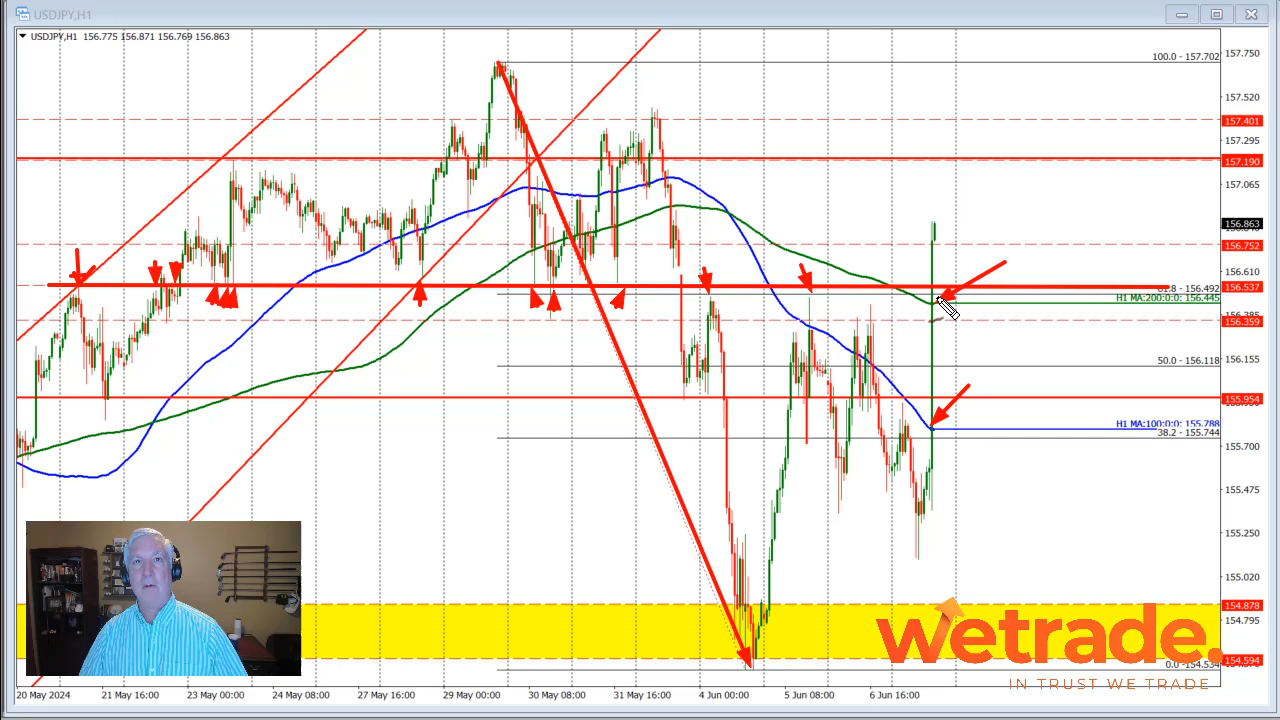 USDJPY,H1
USDJPY,H1 156.775 156.871 156.769 156.863
157.750
100.0 - 157.702
157.520
157.401
157.295
157.190
157.065
156.863
156.752
156.610
156.537
61.8 - 156.492
H1 MA:200:0:0: 156.445
156.385
156.359
50.0 - 156.118
156.155
155.954
H1 MA:100:0:0: 155.788
38.2 - 155.744
155.700
155.475
155.250
155.020
154.878
154.795
wetrade.
154.594
0.0 - 154.534
IN TRUST WE TRADE
20 May 2024 21 May 16:00 23 May 00:00 24 May 08:00 27 May 16:00 29 May 00:00 30 May 08:00 31 May 16:00 4 Jun 00:00 5 Jun 08:00 6 Jun 16:00